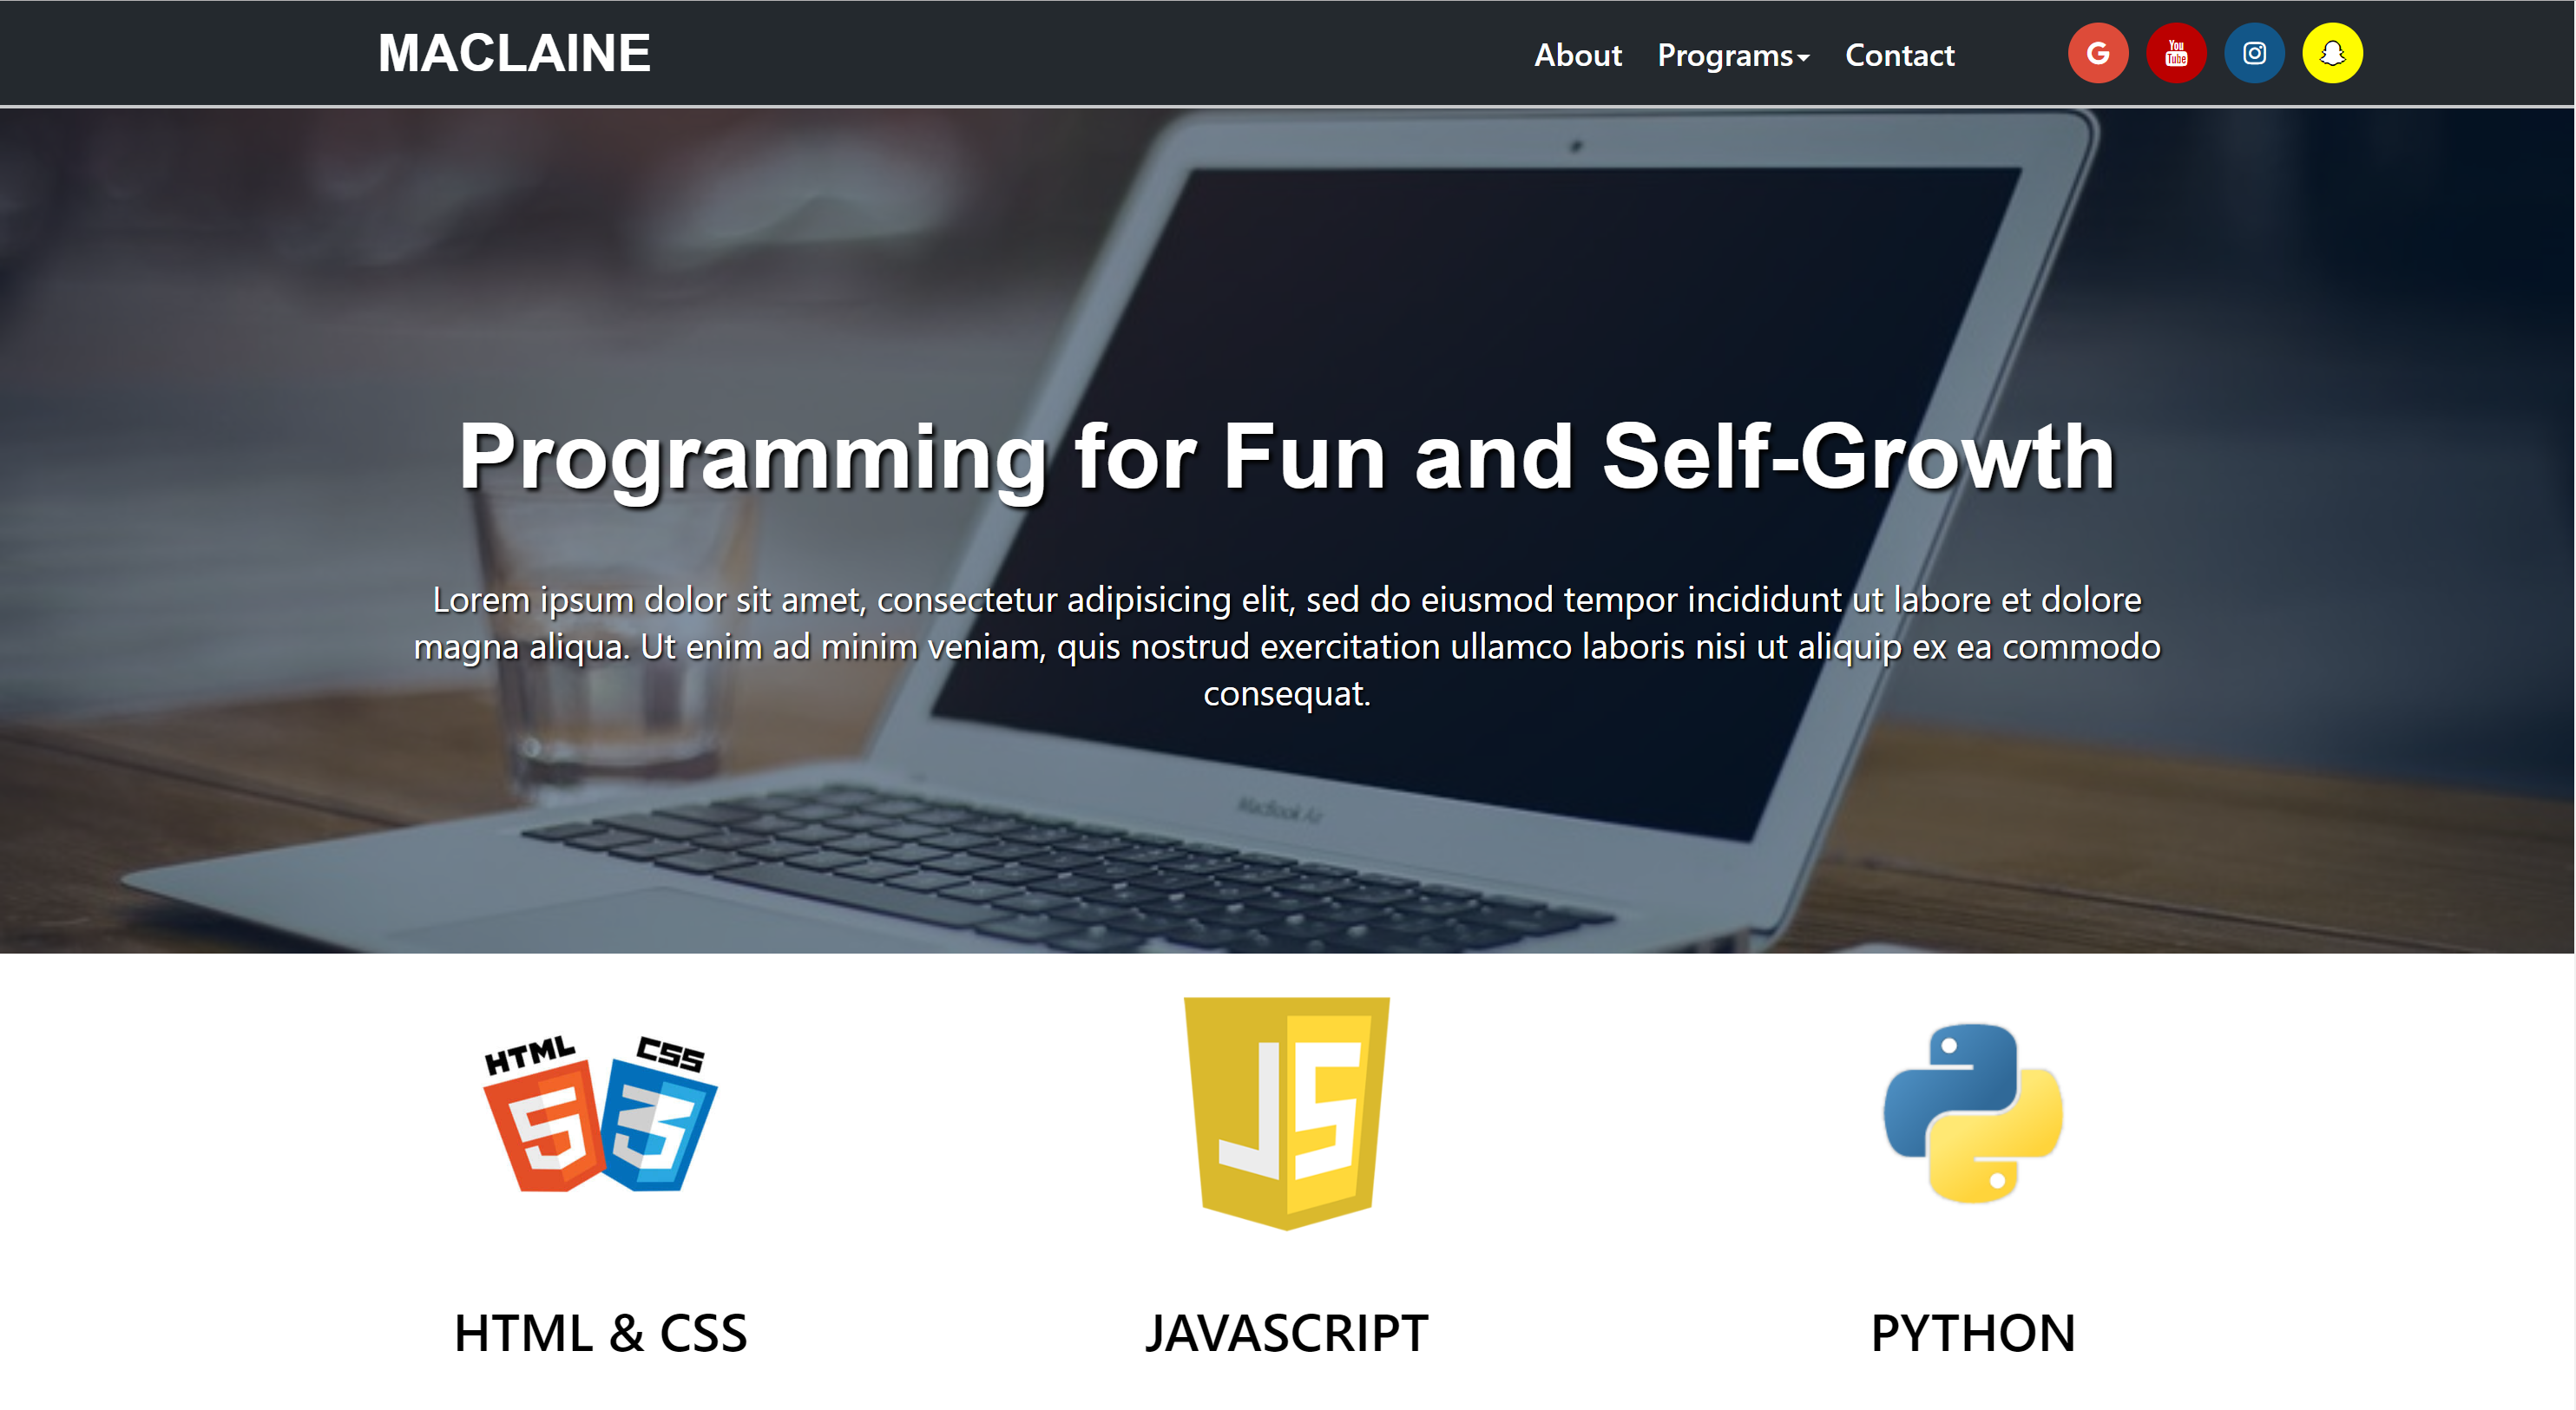 MACLAINE
About Programs Contact
G You Tube
Programming for Fun and Self-Growth
Lorem ipsum dolor sit amet, consectetur adipisicing elit, sed do eiusmod tempor incididunt ut labore et dolore
magna aliqua. Ut enim ad minim veniam, quis nostrud exercitation ullamco laboris nisi ut aliquip ex ea commodo
consequat.
MacBook Air
HTML CSS
5 3
JS
HTML & CSS
JAVASCRIPT
PYTHON